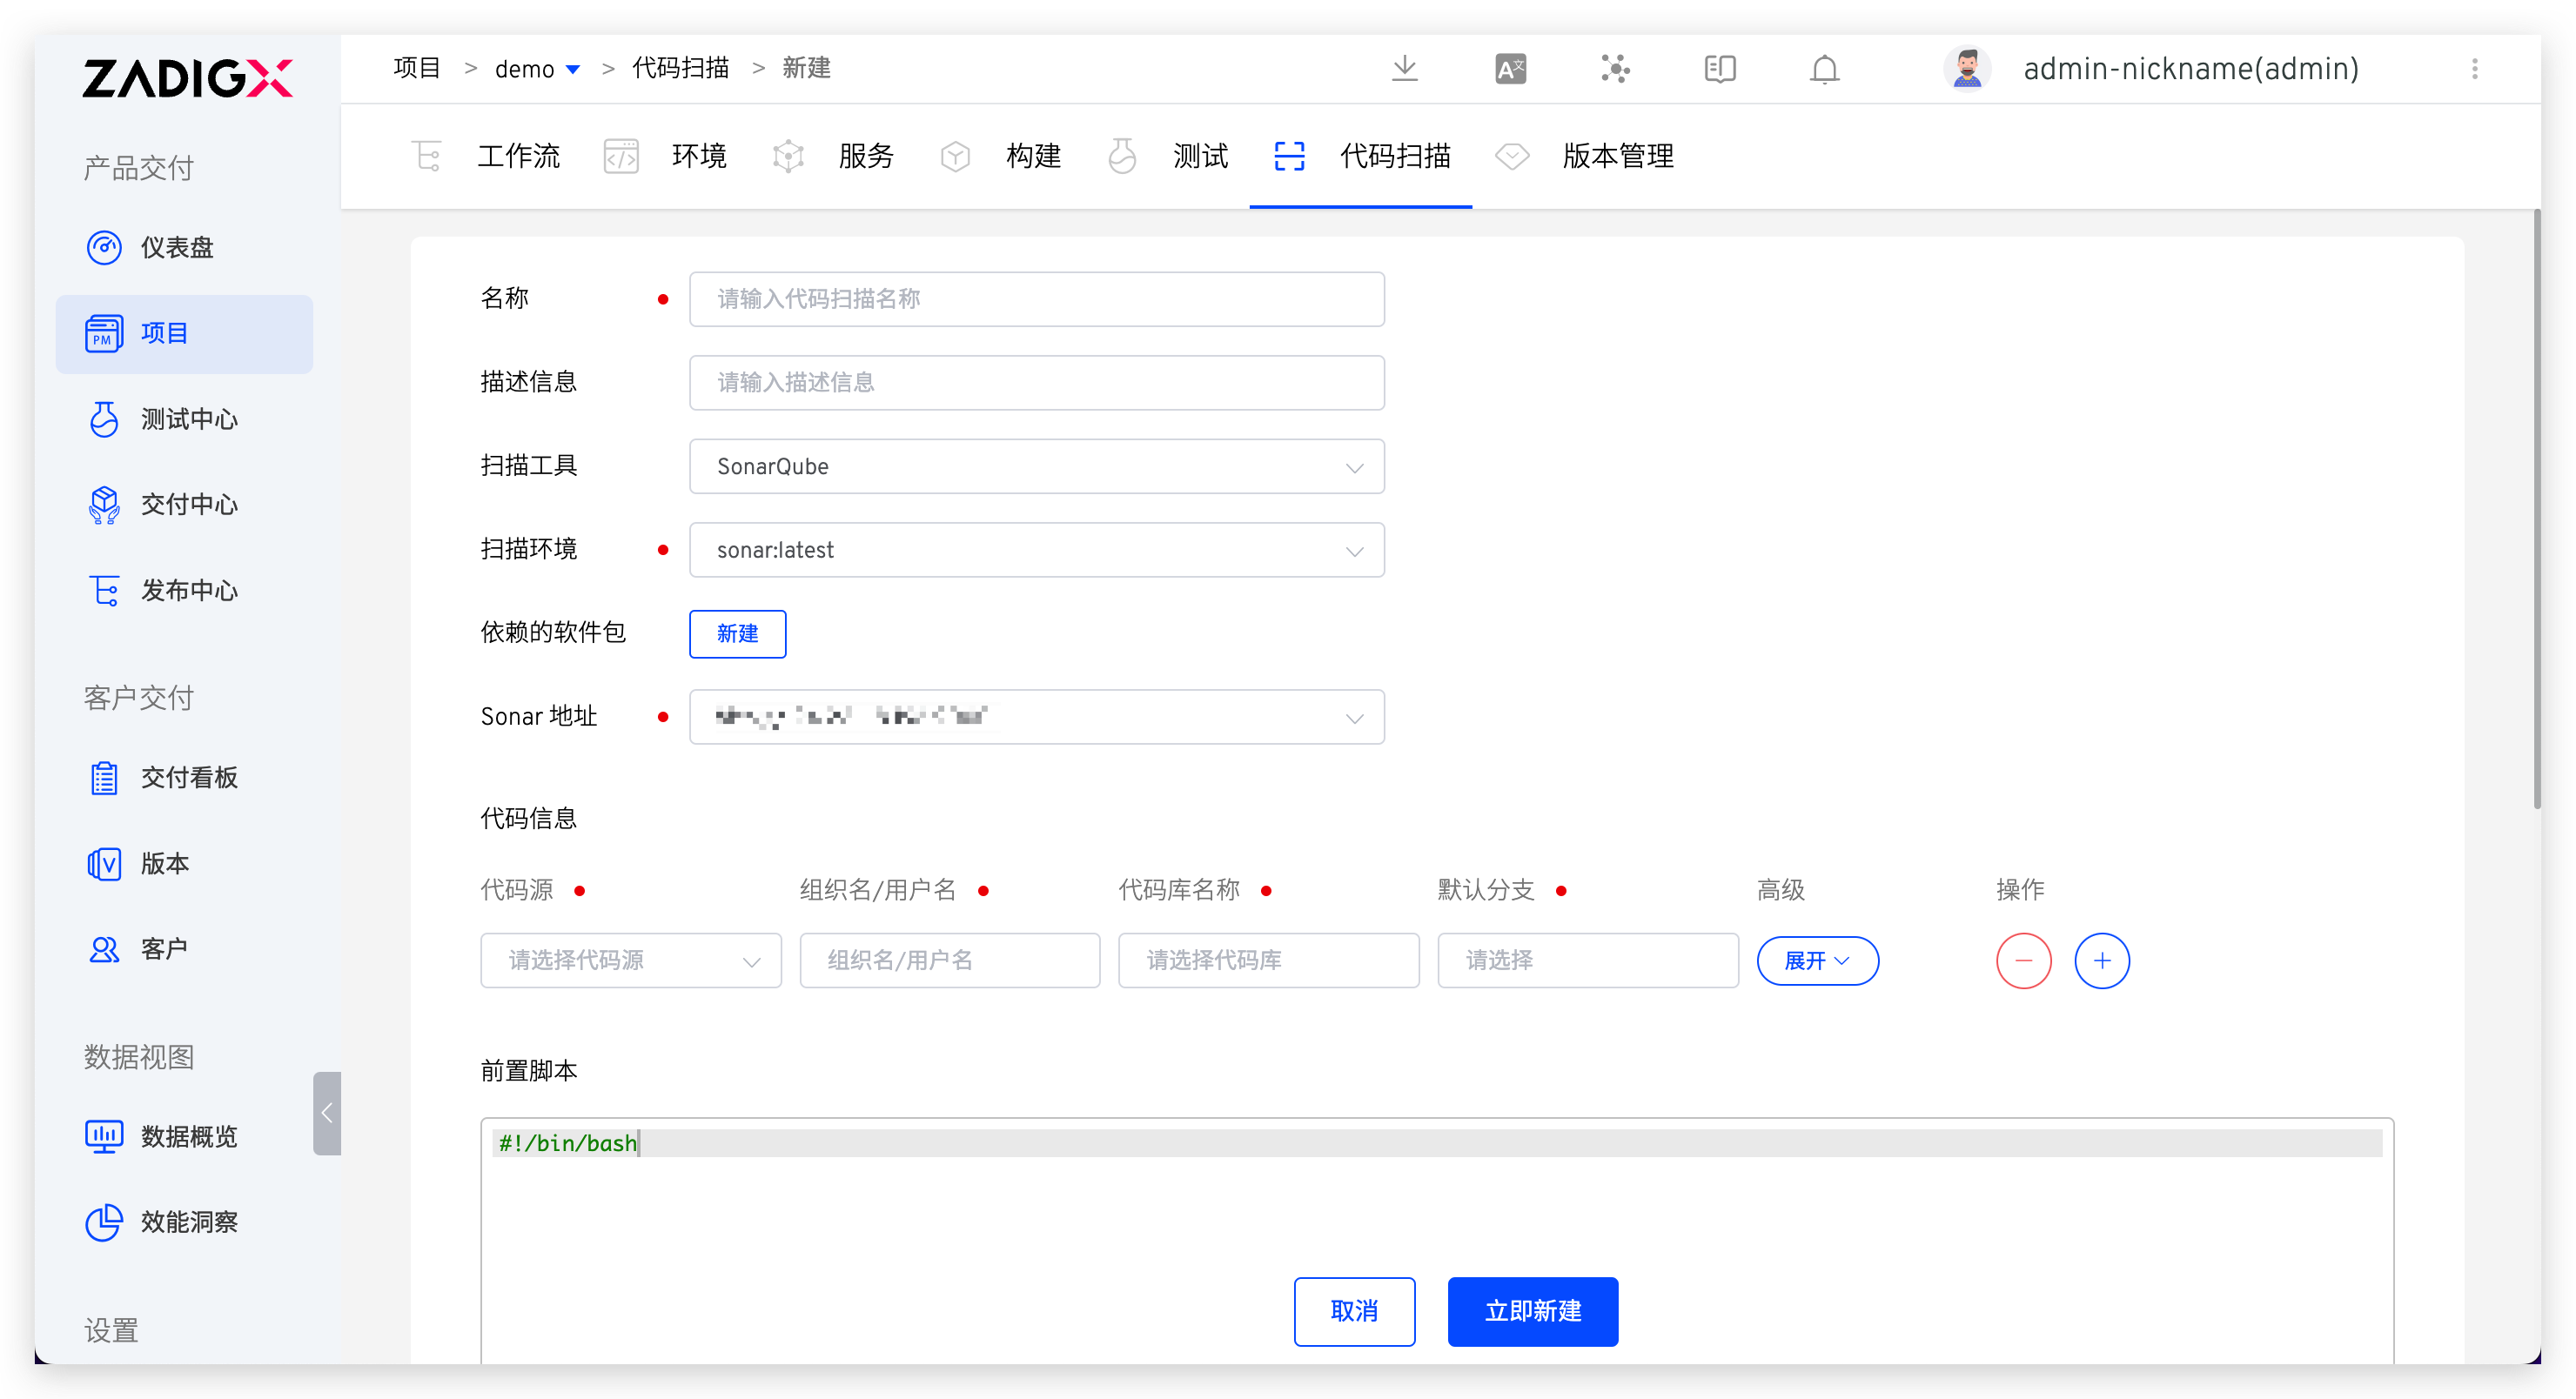 ZADIGX
产品交付
仪表盘
PM 项目
测试中心
交付中心
发布中心
客户交付
交付看板
V 版本
客户
数据视图
数据概览
效能洞察
设置
项目 > demo > 代码扫描 > 新建
A文
admin-nickname(admin)
工作流 </> 环境 服务 构建 测试 代码扫描 版本管理
名称 请输入代码扫描名称
描述信息 请输入描述信息
扫描工具 SonarQube
扫描环境 sonar:latest
依赖的软件包 新建
Sonar 地址
代码信息
代码源 组织名/用户名 代码库名称 默认分支 高级 操作
请选择代码源 组织名/用户名 请选择代码库 请选择 展开
前置脚本
#!/bin/bash
取消 立即新建